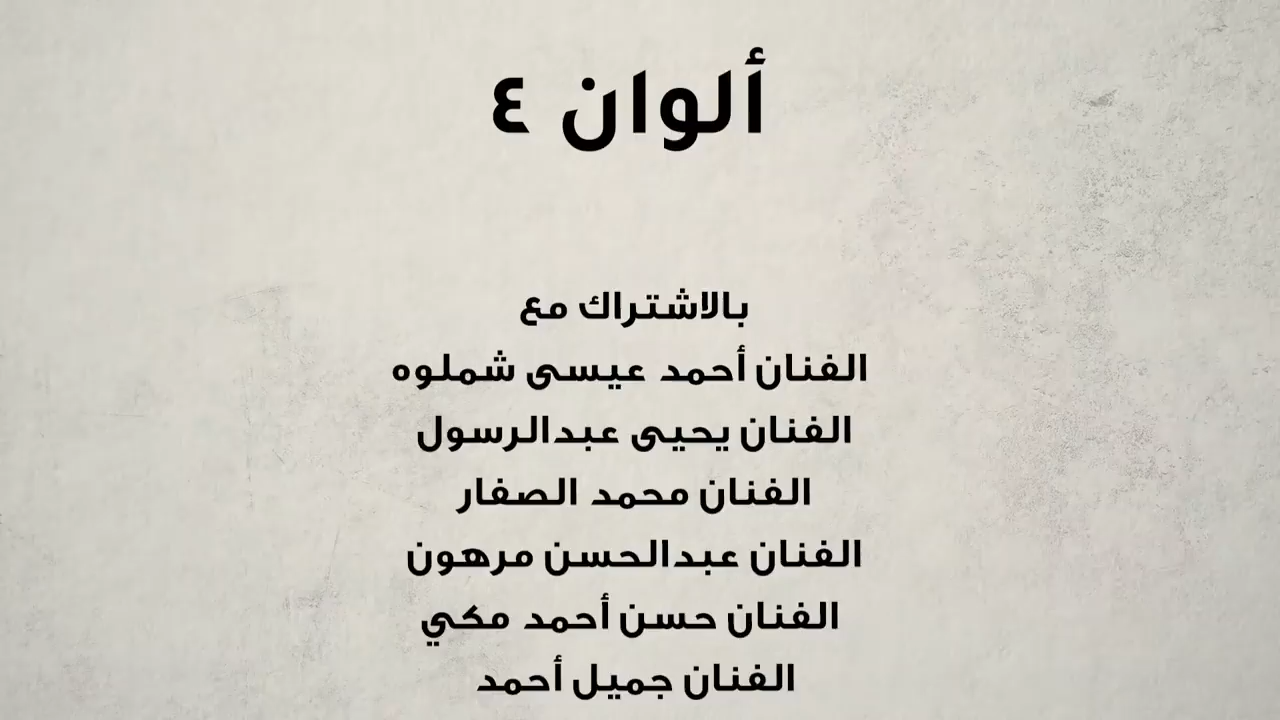 ألوان ٤
بالاشتراك مع
الفنان أحمد عيسى شملوه
الفنان يحيى عبدالرسول
الفنان محمد الصفار
الفنان عبدالحسن مرهون
الفنان حسن أحمد مكي
الفنان جميل أحمد